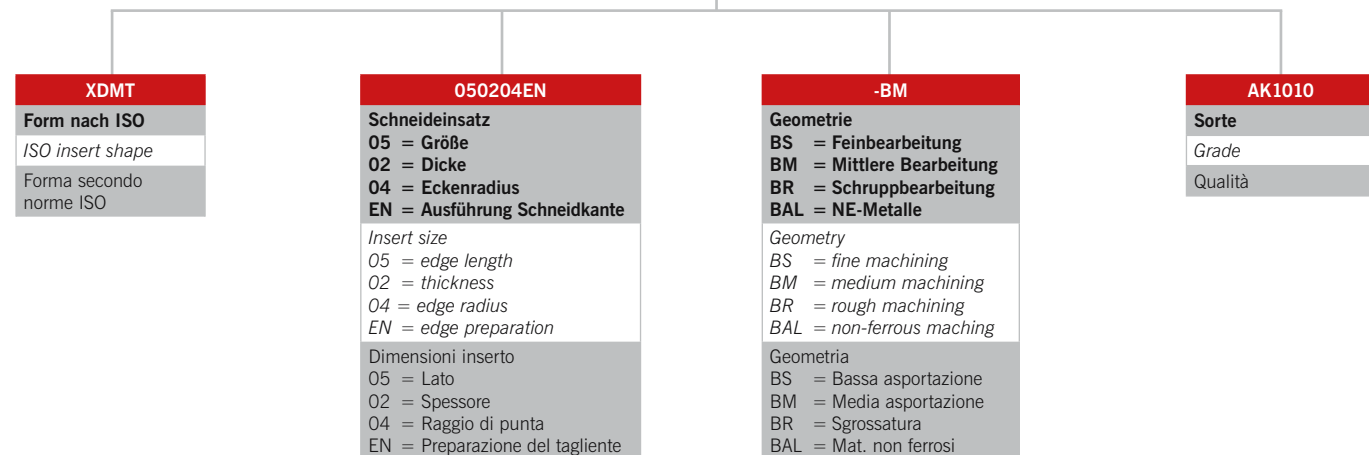 XDMT
Form nach ISO
ISO insert shape
Forma secondo
norme ISO
050204EN
Schneideinsatz
05 = Größe
02 = Dicke
04 = Eckenradius
EN = Ausführung Schneidkante
Insert size
05 = edge length
02 = thickness
04 = edge radius
EN = edge preparation
Dimensioni inserto
05 = Lato
02 = Spessore
04 = Raggio di punta
EN = Preparazione del tagliente
-BM
Geometrie
BS = Feinbearbeitung
BM = Mittlere Bearbeitung
BR = Schruppbearbeitung
BAL = NE-Metalle
Geometry
BS = fine machining
BM = medium machining
BR = rough machining
BAL = non-ferrous maching
Geometria
BS = Bassa asportazione
BM = Media asportazione
BR = Sgrossatura
BAL = Mat. non ferrosi
AK1010
Sorte
Grade
Qualità